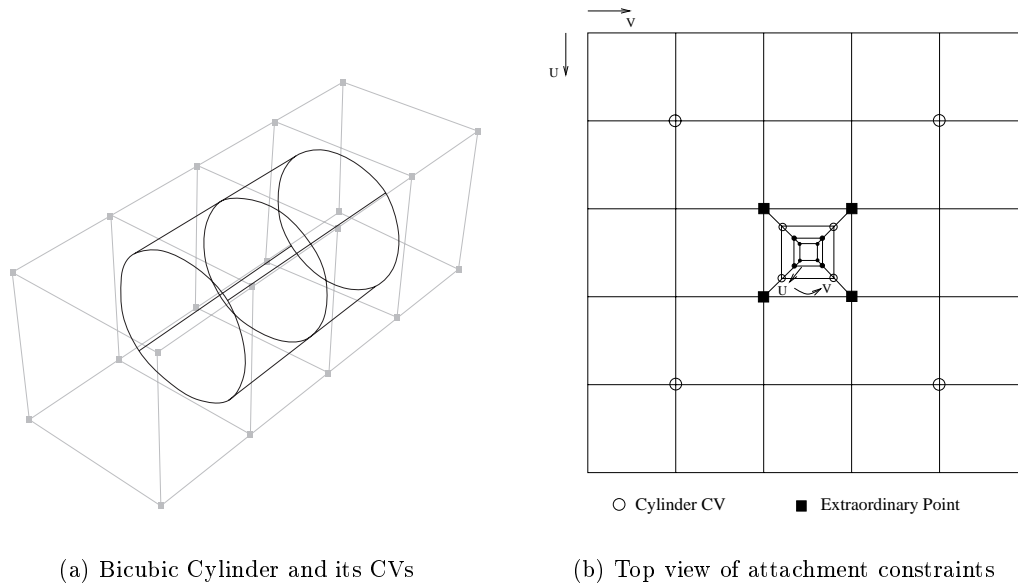 V
U
U
V
Cylinder CV
Extraordinary Point
(a) Bicubic Cylinder and its CVs
(b) Top view of attachment constraints